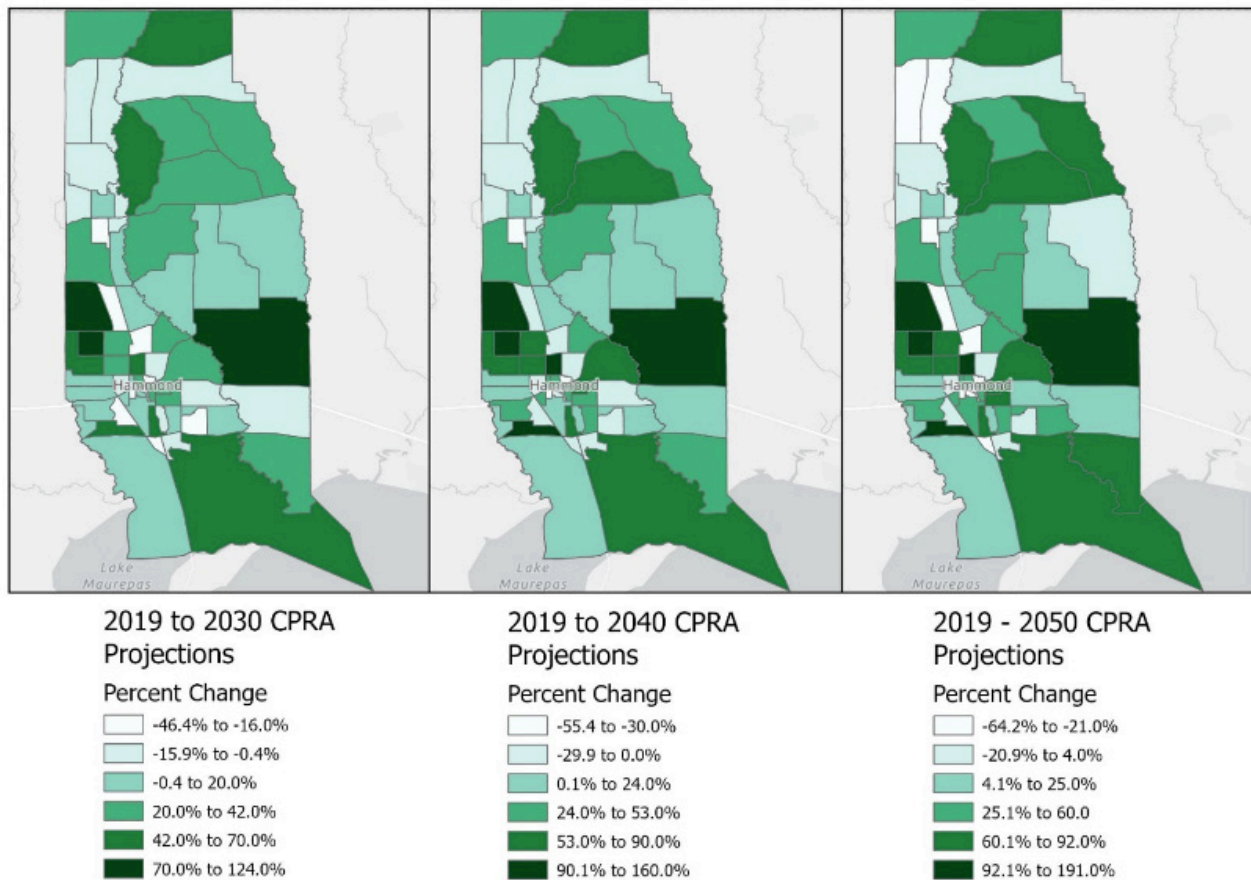 Hammond
Lake
Maurepas
Hammond
Lake
Maurepas
Hammond
Lake
Maurepas
2019 to 2030 CPRA
Projections
Percent Change
-46.4% to -16.0%
-15.9% to -0.4%
-0.4 to 20.0%
20.0% to 42.0%
42.0% to 70.0%
70.0% to 124.0%
2019 to 2040 CPRA
Projections
Percent Change
-55.4 to -30.0%
-29.9 to 0.0%
0.1% to 24.0%
24.0% to 53.0%
53.0% to 90.0%
90.1% to 160.0%
2019 - 2050 CPRA
Projections
Percent Change
-64.2% to -21.0%
-20.9% to 4.0%
4.1% to 25.0%
25.1% to 60.0
60.1% to 92.0%
92.1% to 191.0%